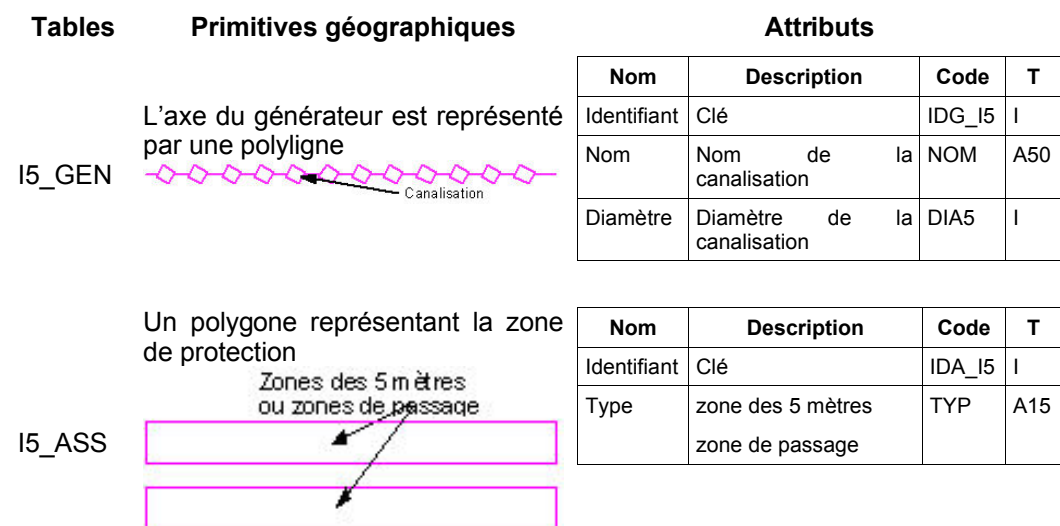 Tables Primitives géographiques Attributs
I5_GEN
L'axe du générateur est représenté
par une polyligne
Canalisation
Nom Description Code T
Identifiant Clé IDG_I5 I
Nom Nom de la canalisation NOM A50
Diamètre Diamètre de la canalisation DIA5 I
I5_ASS
Un polygone représentant la zone
de protection
Zones des 5 mètres
ou zones de passage
Nom Description Code T
Identifiant Clé IDA_I5 I
Type zone des 5 mètres TYP A15
zone de passage